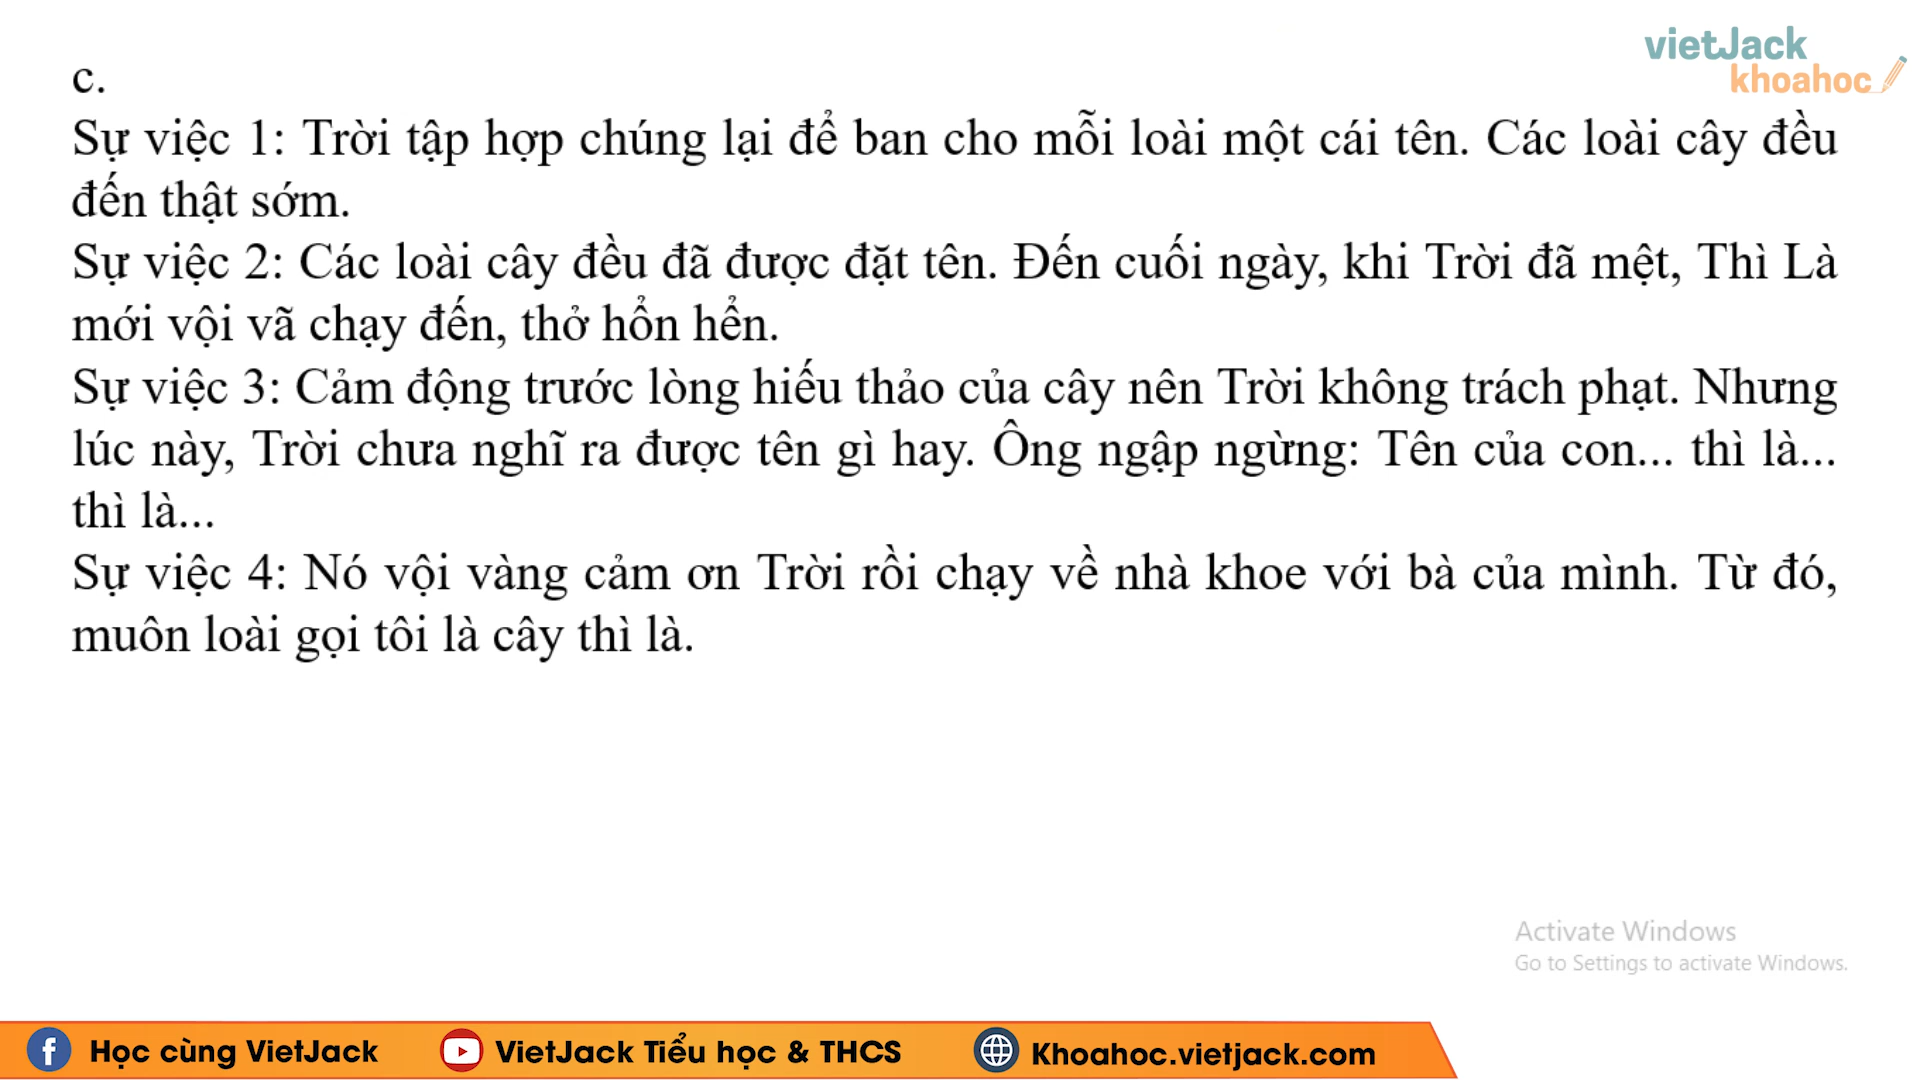 vietJack
khoahoc
c.
Sự việc 1: Trời tập hợp chúng lại để ban cho mỗi loài một cái tên. Các loài cây đều
đến thật sớm.
Sự việc 2: Các loài cây đều đã được đặt tên. Đến cuối ngày, khi Trời đã mệt, Thì Là
mới vội vã chạy đến, thở hổn hển.
Sự việc 3: Cảm động trước lòng hiếu thảo của cây nên Trời không trách phạt. Nhưng
lúc này, Trời chưa nghĩ ra được tên gì hay. Ông ngập ngừng: Tên của con... thì là...
thì là...
Sự việc 4: Nó vội vàng cảm ơn Trời rồi chạy về nhà khoe với bà của mình. Từ đó,
muôn loài gọi tôi là cây thì là.
Activate Windows
Go to Settings to activate Windows.
Học cùng VietJack
VietJack Tiểu học & THCS
Khoahoc.vietjack.com